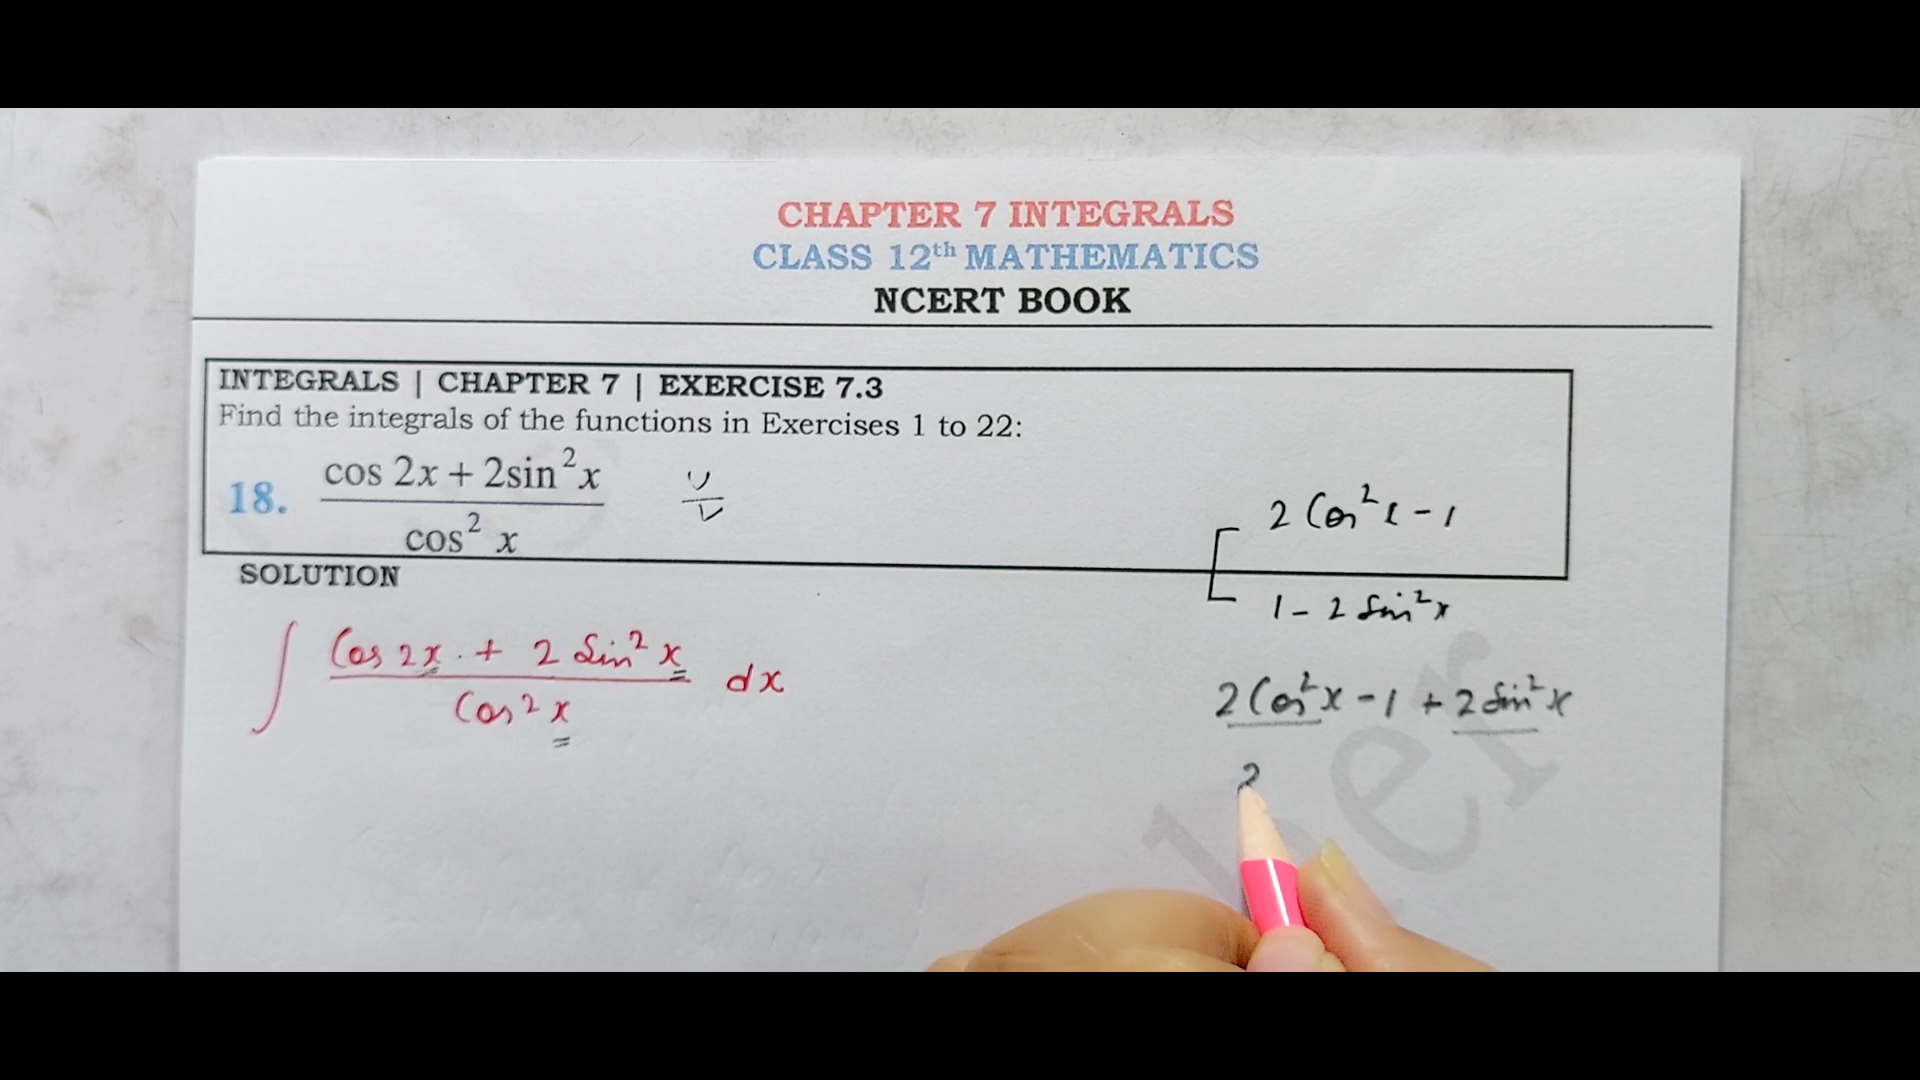 CHAPTER 7 INTEGRALS
CLASS 12th MATHEMATICS
NCERT BOOK
INTEGRALS | CHAPTER 7 | EXERCISE 7.3
Find the integrals of the functions in Exercises 1 to 22:
18. (cos 2x + 2sin²x)/(cos² x)
SOLUTION
∫ (Cos 2x + 2 Sin² x)/(Cos² x) dx
2 Cos²x - 1
1 - 2 Sin²x
2 Cos²x - 1 + 2 Sin²x
2